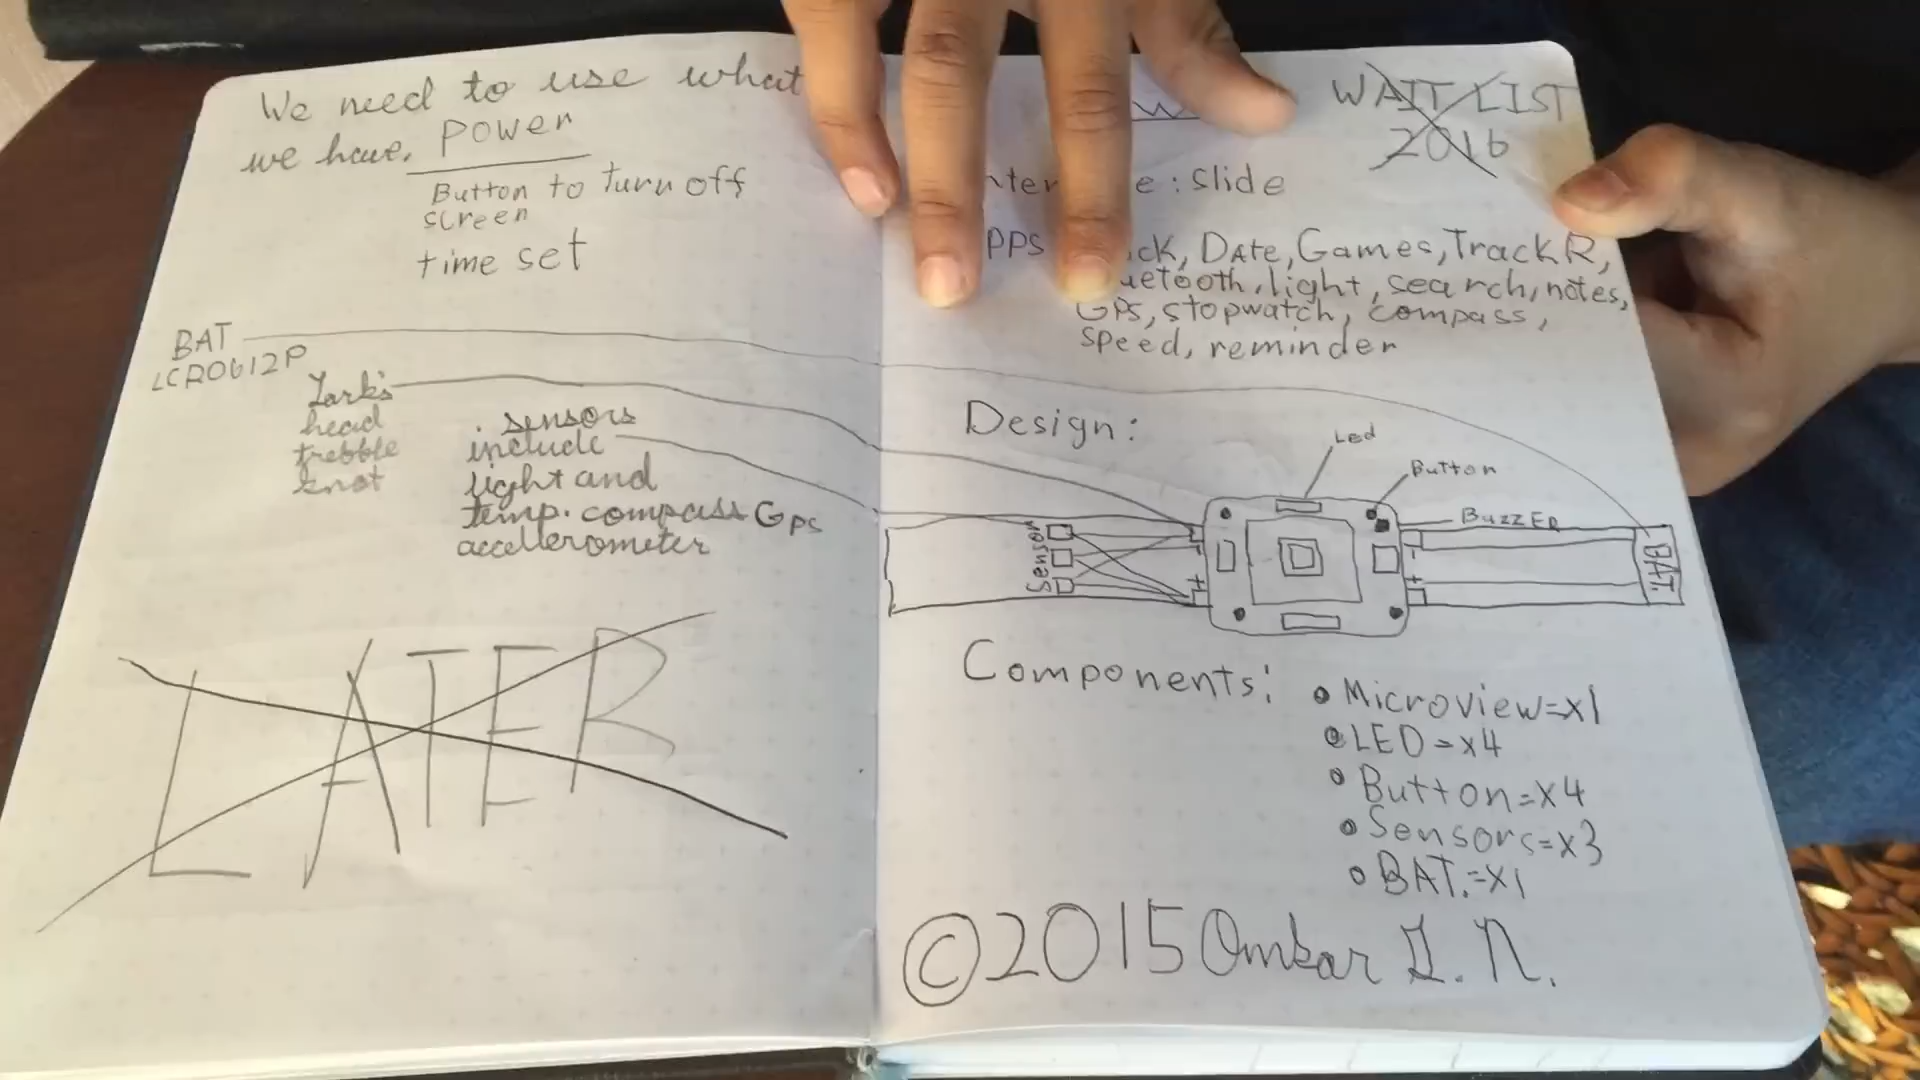 We need to use what
we have. POWER
Button to turn off
screen
time set
BAT
LCR0612P
Lark's
head
trebble
knot
sensors
include
light and
temp. compass Gps
accellerometer
LATER
WAIT LIST
2016
: Slide
Date, Games, TrackR,
light, search, notes,
GPS, stopwatch, compass,
speed, reminder
Design:
Led
Button
BuzzER
Sensor
BAT.
- + - +
Components:
• Microview=x1
• LED=x4
• Button=x4
• Sensors=x3
• BAT.=x1
©2015 Omkar